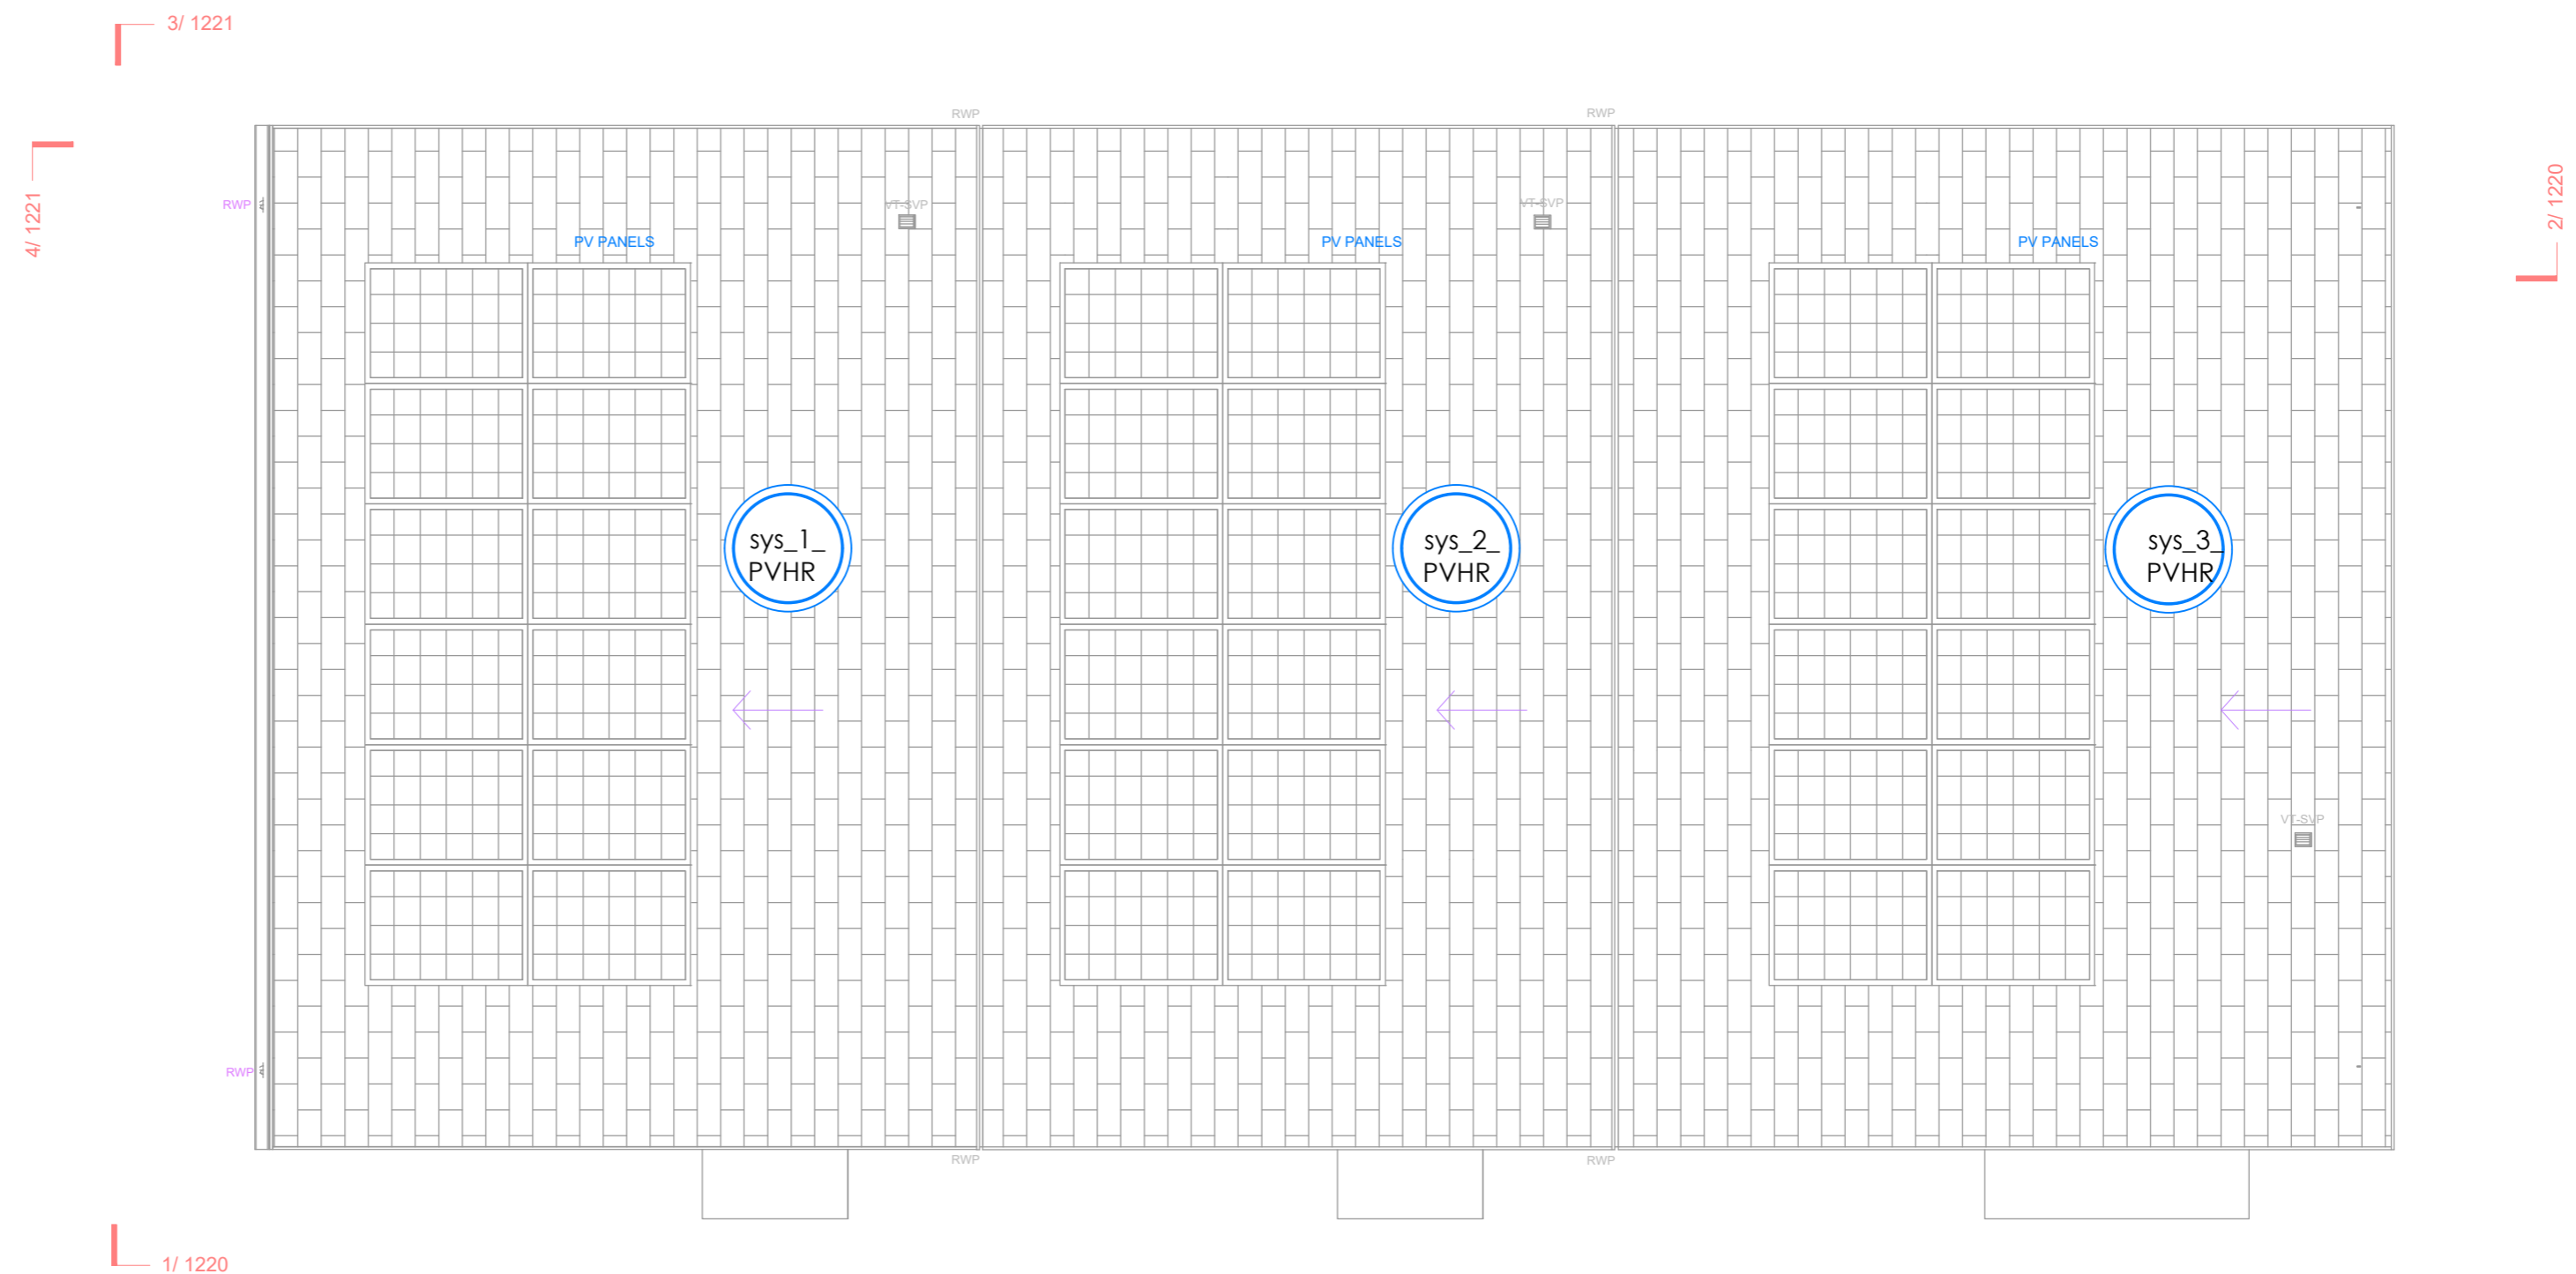 3/ 1221
RWP
RWP
4/ 1221
2/ 1220
RWP
VT-SVP
VT-SVP
PV PANELS
PV PANELS
PV PANELS
sys_1_
PVHR
sys_2_
PVHR
sys_3_
PVHR
VT-SVP
RWP
RWP
RWP
1/ 1220